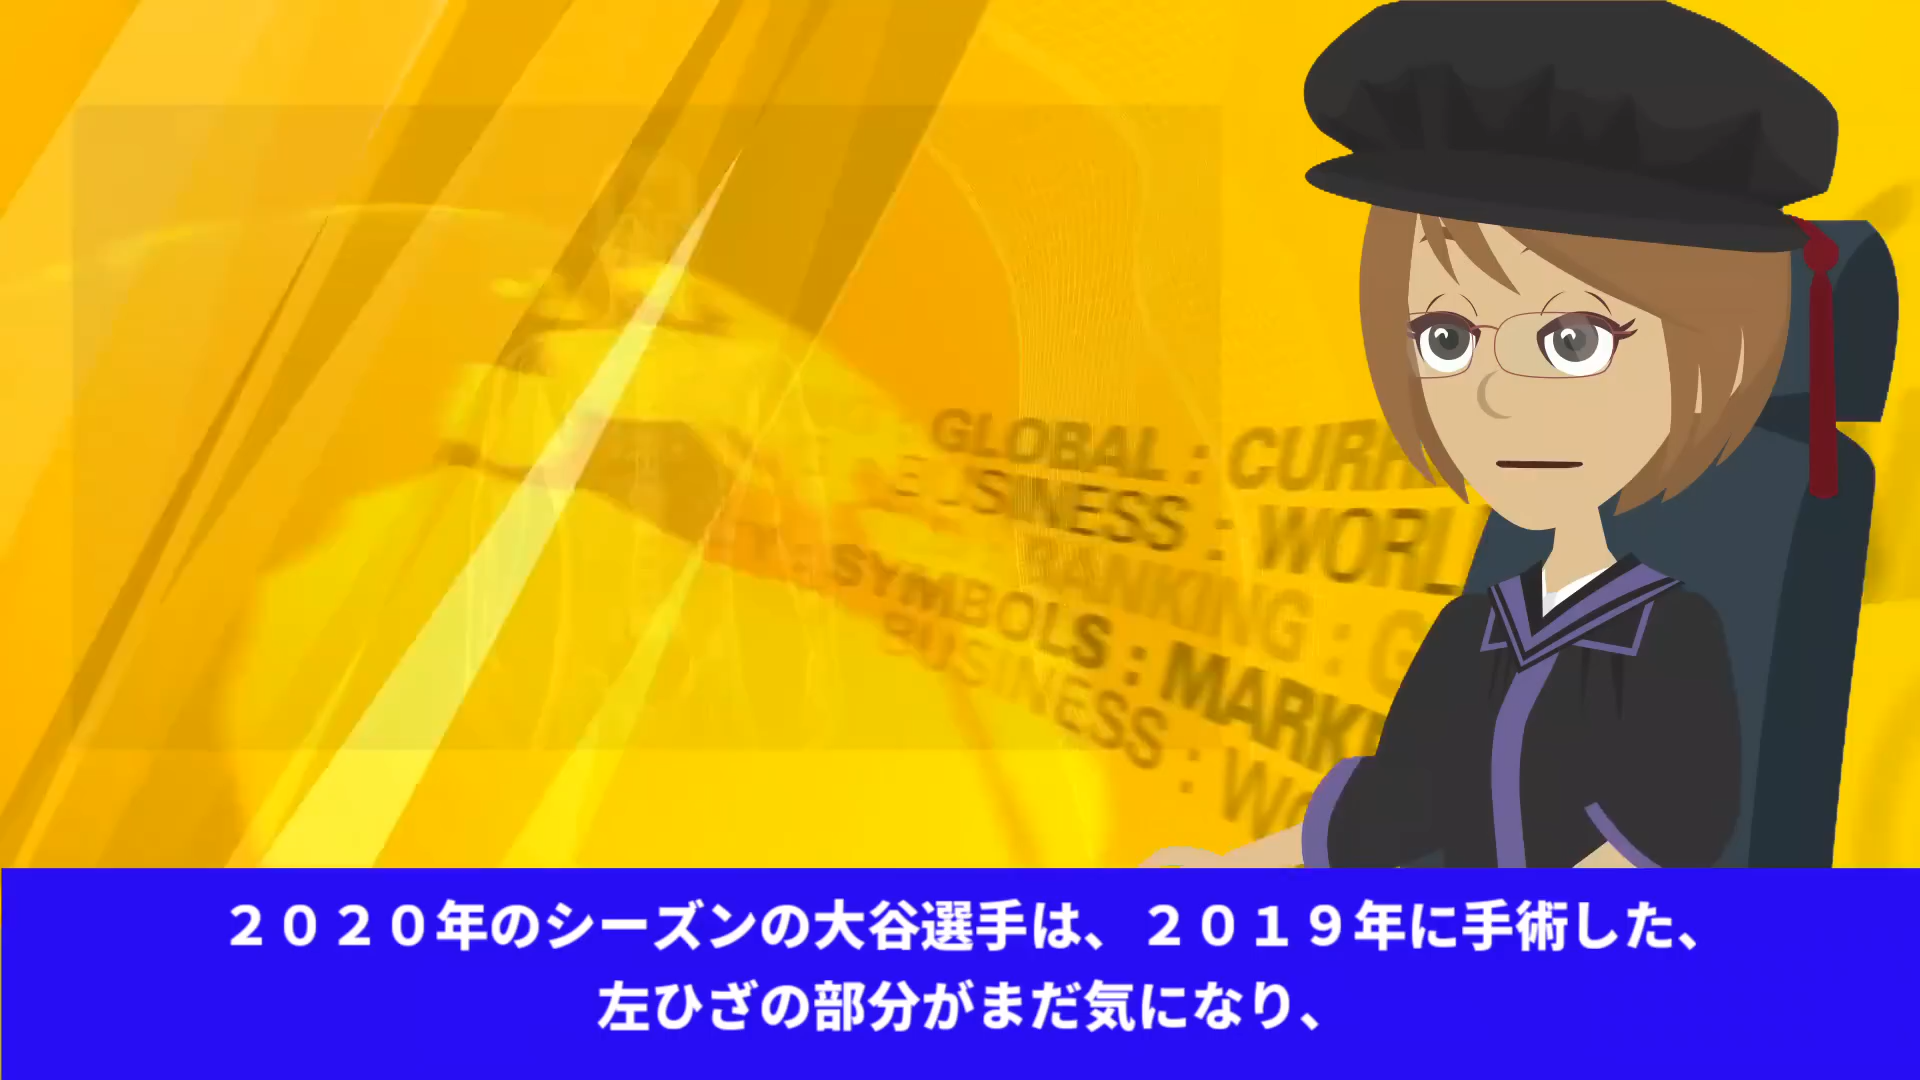 GLOBAL : CURR
BUSINESS : WORL
RANKING : G
SYMBOLS : MARK
BUSINESS : WO
２０２０年のシーズンの大谷選手は、２０１９年に手術した、
左ひざの部分がまだ気になり、